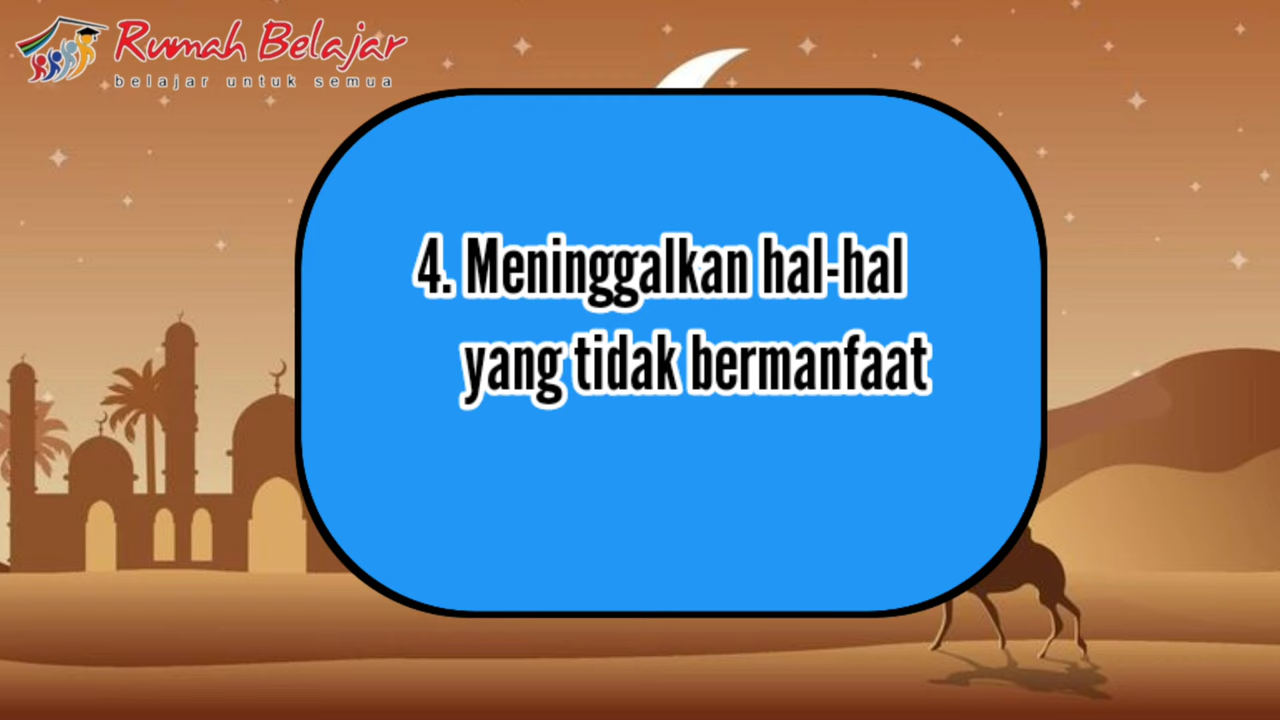 Rumah Belajar
belajar untuk semua
4. Meninggalkan hal-hal
yang tidak bermanfaat